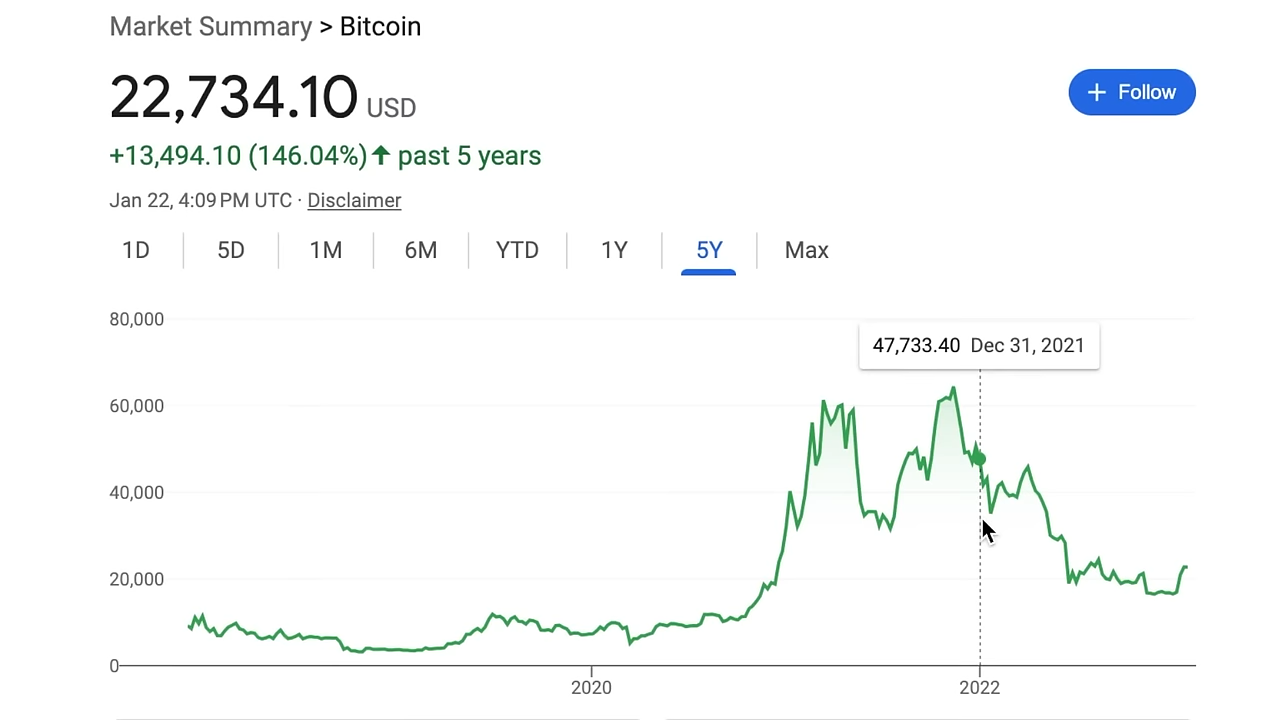 Market Summary > Bitcoin
22,734.10 USD
+ Follow
+13,494.10 (146.04%)↑ past 5 years
Jan 22, 4:09 PM UTC · Disclaimer
1D 5D 1M 6M YTD 1Y 5Y Max
80,000
47,733.40 Dec 31, 2021
60,000
40,000
20,000
0
2020 2022